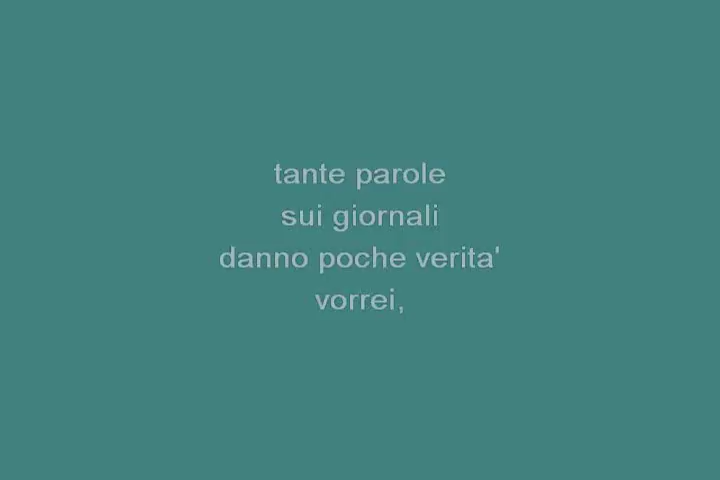 tante parole
sui giornali
danno poche verita'
vorrei,